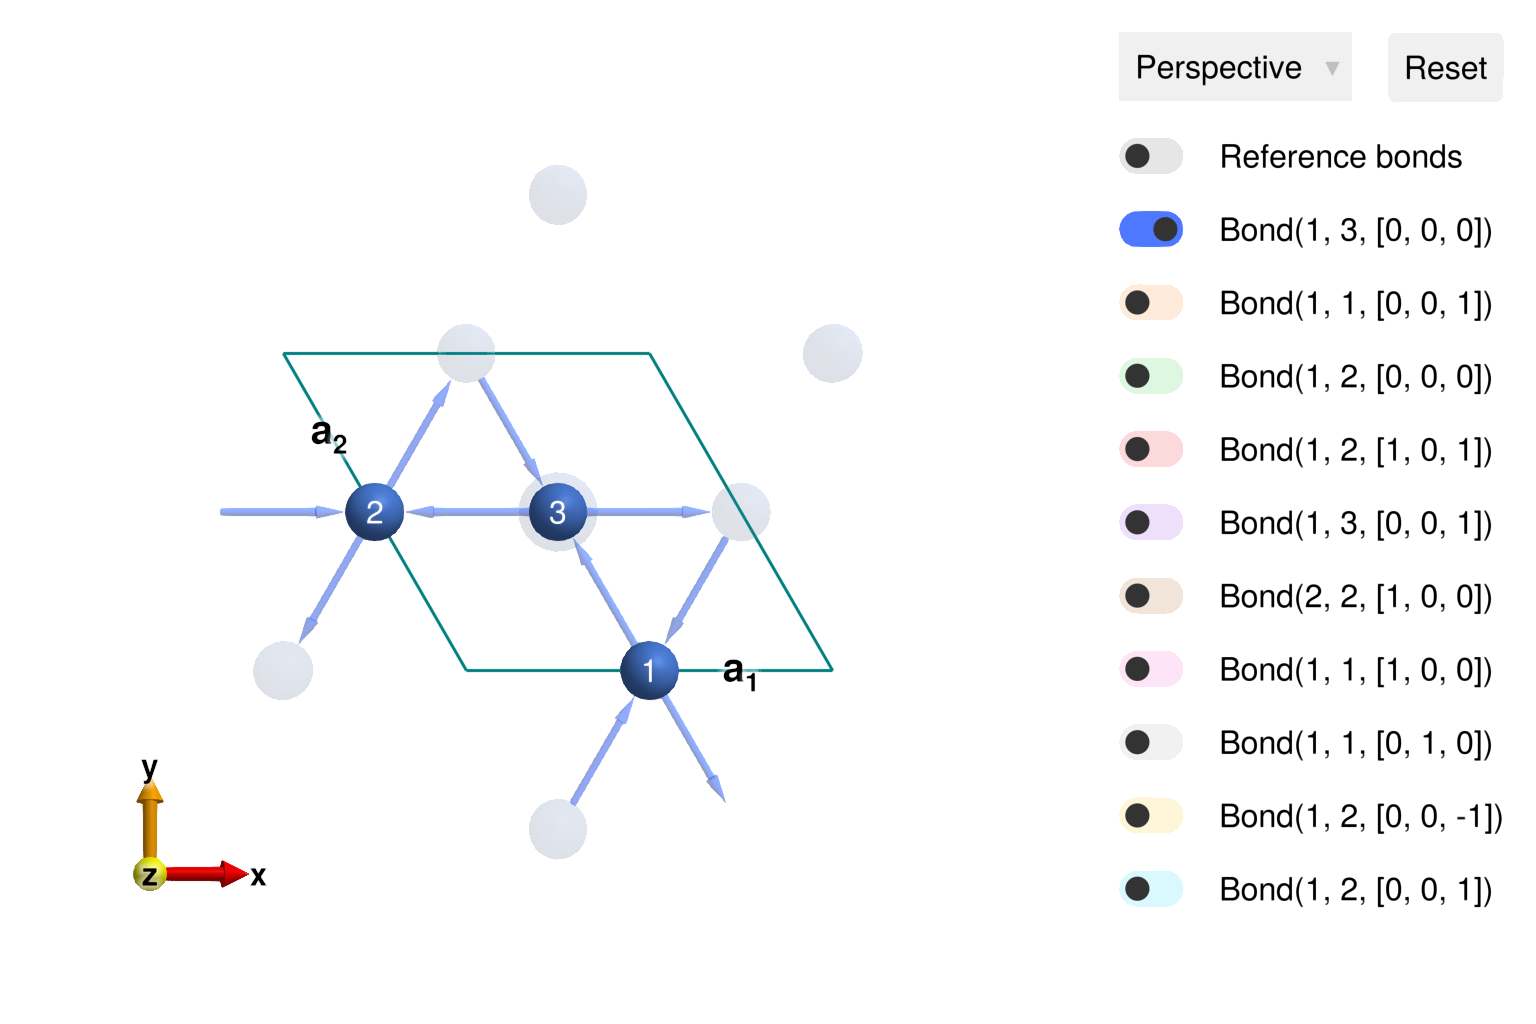 Perspective ▼
Reset
Reference bonds
Bond(1, 3, [0, 0, 0])
Bond(1, 1, [0, 0, 1])
Bond(1, 2, [0, 0, 0])
Bond(1, 2, [1, 0, 1])
Bond(1, 3, [0, 0, 1])
Bond(2, 2, [1, 0, 0])
Bond(1, 1, [1, 0, 0])
Bond(1, 1, [0, 1, 0])
Bond(1, 2, [0, 0, -1])
Bond(1, 2, [0, 0, 1])
a₂
2
3
1
a₁
y
z
x